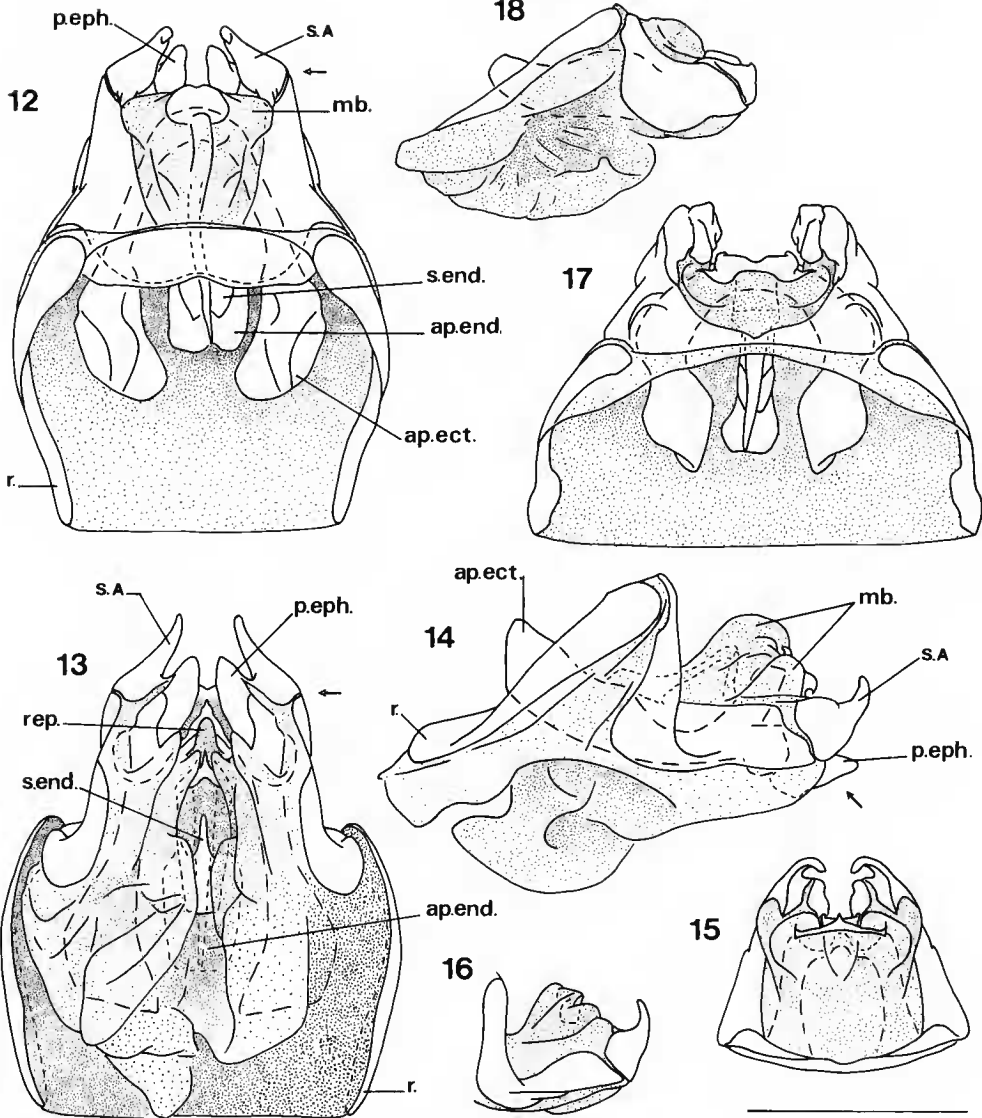 18
p.eph.
s.A
12
mb.
17
s.end.
ap.end.
ap.ect.
r.
ap.ect.
mb.
s.A
p.eph.
13
14
s.A
rep.
r.
p.eph.
s.end.
ap.end.
15
16
r.